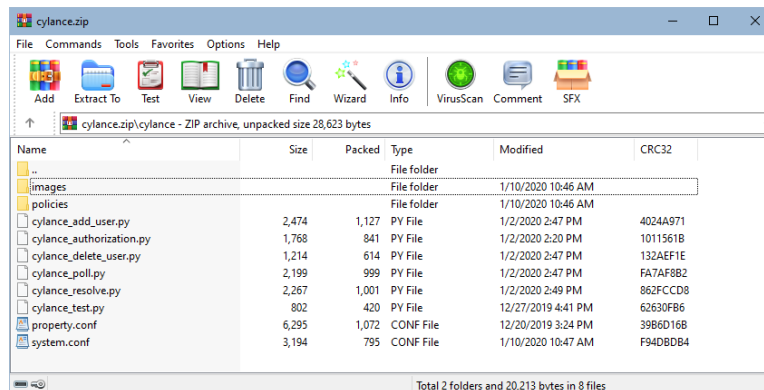 cylance.zip
File Commands Tools Favorites Options Help
Add Extract To Test View Delete Find Wizard Info VirusScan Comment SFX
cylance.zip\cylance - ZIP archive, unpacked size 28,623 bytes
Name Size Packed Type Modified CRC32
.. File folder
images File folder 1/10/2020 10:46 AM
policies File folder 1/10/2020 10:46 AM
cylance_add_user.py 2,474 1,127 PY File 1/2/2020 2:47 PM 4024A971
cylance_authorization.py 1,768 841 PY File 1/2/2020 2:20 PM 1011561B
cylance_delete_user.py 1,214 614 PY File 1/2/2020 2:47 PM 132AEF1E
cylance_poll.py 2,199 999 PY File 1/2/2020 2:47 PM FA7AF8B2
cylance_resolve.py 2,267 1,001 PY File 1/2/2020 2:49 PM 862FCCD8
cylance_test.py 802 420 PY File 12/27/2019 4:41 PM 62630FB6
property.conf 6,295 1,072 CONF File 12/20/2019 3:24 PM 39B6D16B
system.conf 3,194 795 CONF File 1/10/2020 10:47 AM F94DBDB4
Total 2 folders and 20,213 bytes in 8 files